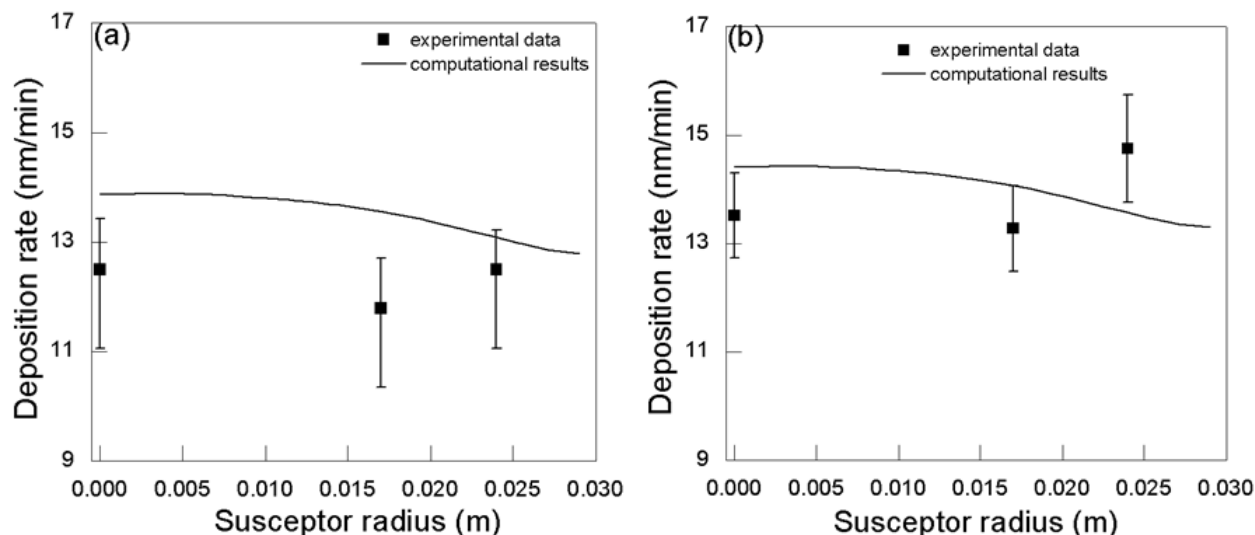 (a)
experimental data
computational results
Deposition rate (nm/min)
17
15
13
11
9
0.000 0.005 0.010 0.015 0.020 0.025 0.030
Susceptor radius (m)
(b)
experimental data
computational results
Deposition rate (nm/min)
17
15
13
11
9
0.000 0.005 0.010 0.015 0.020 0.025 0.030
Susceptor radius (m)